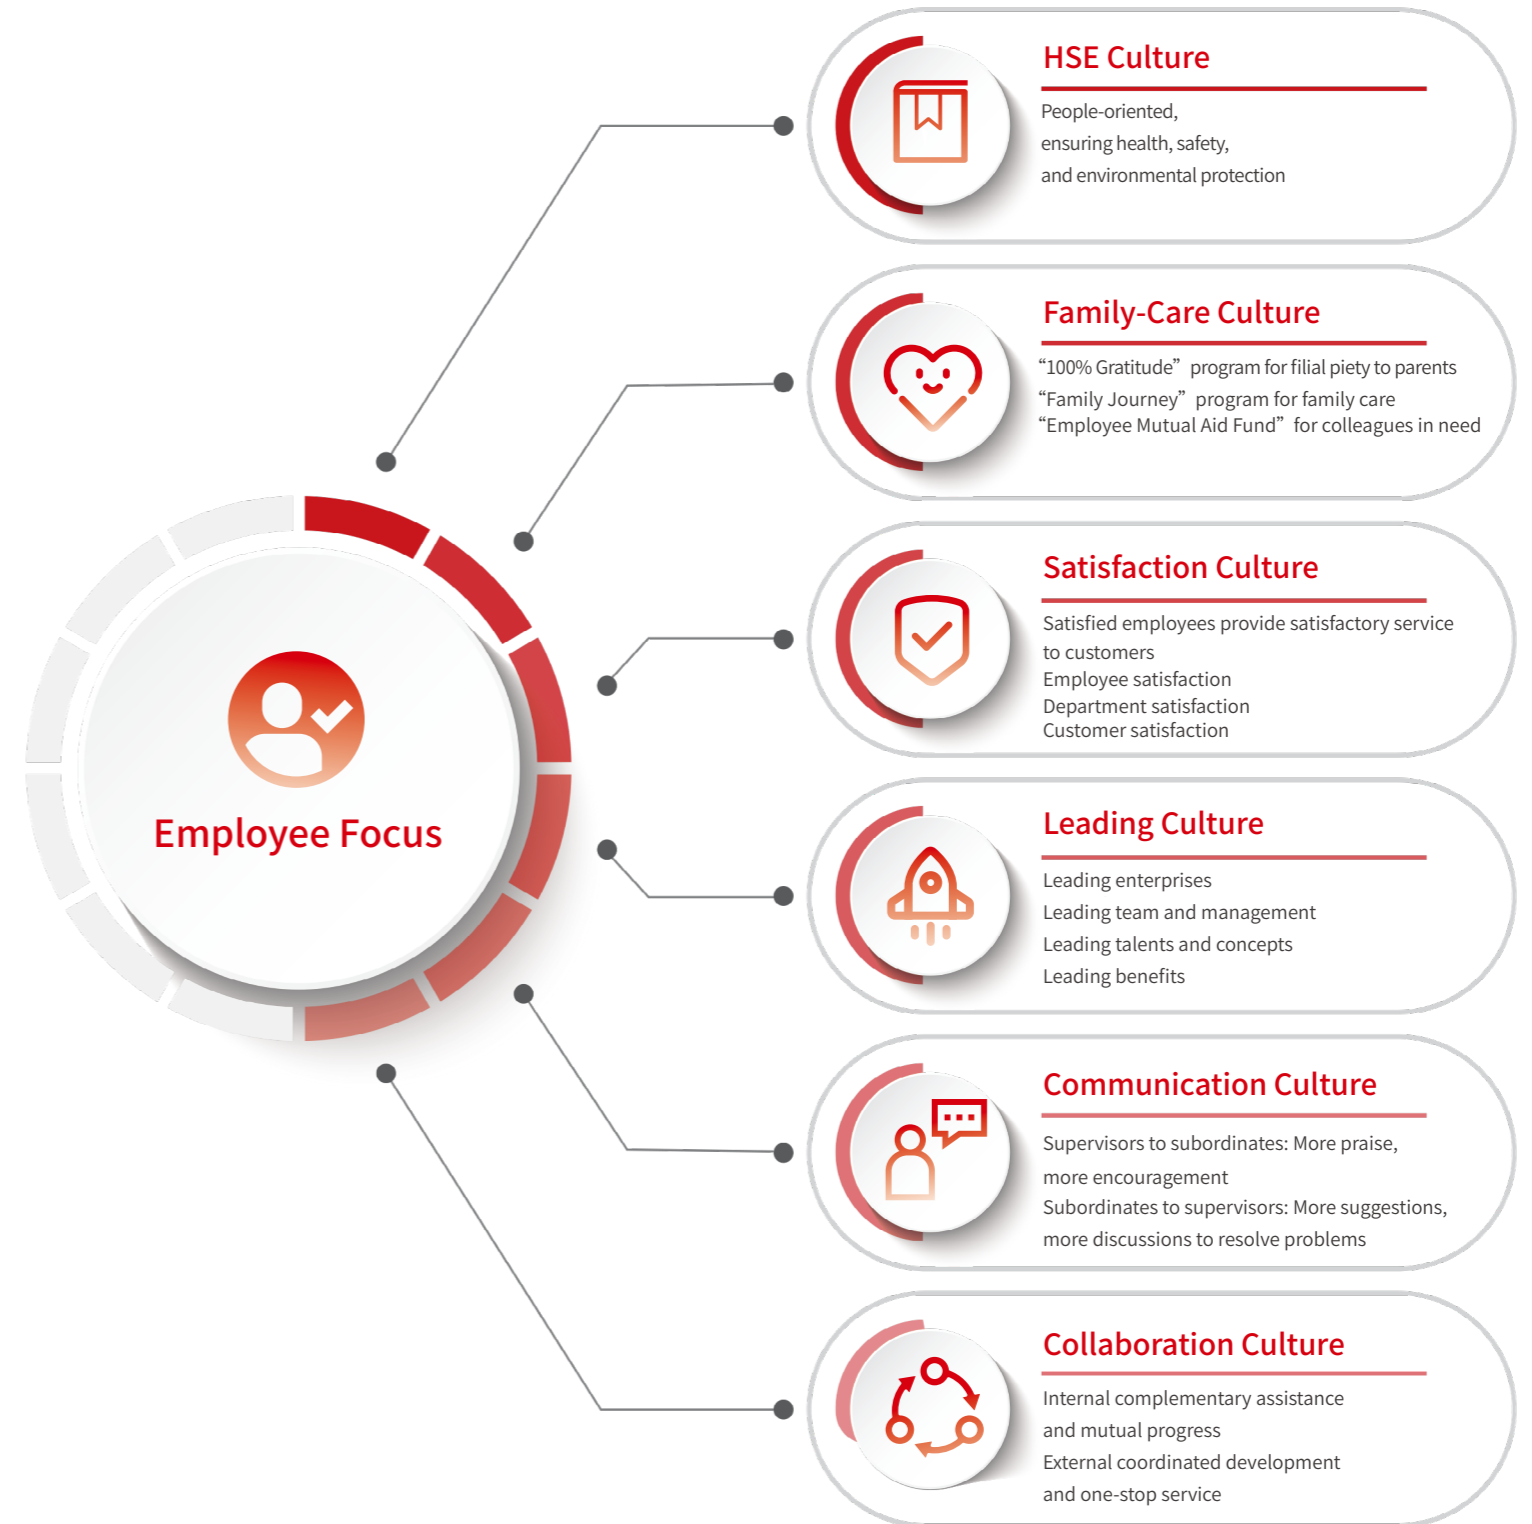 HSE Culture
People-oriented,
ensuring health, safety,
and environmental protection
Family-Care Culture
“100% Gratitude” program for filial piety to parents
“Family Journey” program for family care
“Employee Mutual Aid Fund” for colleagues in need
Satisfaction Culture
Satisfied employees provide satisfactory service
to customers
Employee satisfaction
Department satisfaction
Customer satisfaction
Employee Focus
Leading Culture
Leading enterprises
Leading team and management
Leading talents and concepts
Leading benefits
Communication Culture
Supervisors to subordinates: More praise,
more encouragement
Subordinates to supervisors: More suggestions,
more discussions to resolve problems
Collaboration Culture
Internal complementary assistance
and mutual progress
External coordinated development
and one-stop service